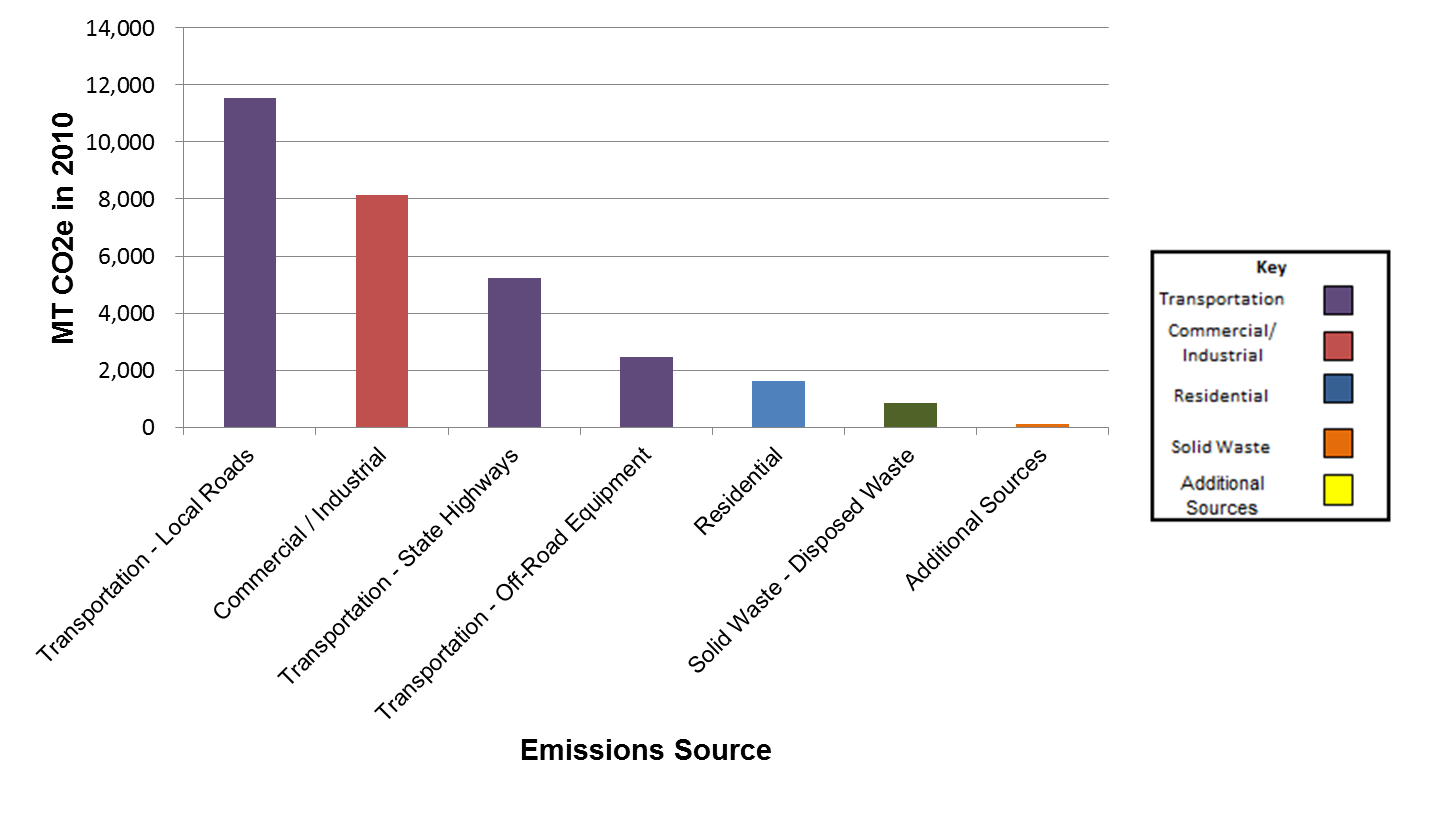 14,000
12,000
10,000
8,000
6,000
4,000
2,000
0
MT CO2e in 2010
Transportation - Local Roads
Commercial / Industrial
Transportation - State Highways
Transportation - Off-Road Equipment
Residential
Solid Waste - Disposed Waste
Additional Sources
Emissions Source
Key
Transportation
Commercial/
Industrial
Residential
Solid Waste
Additional
Sources